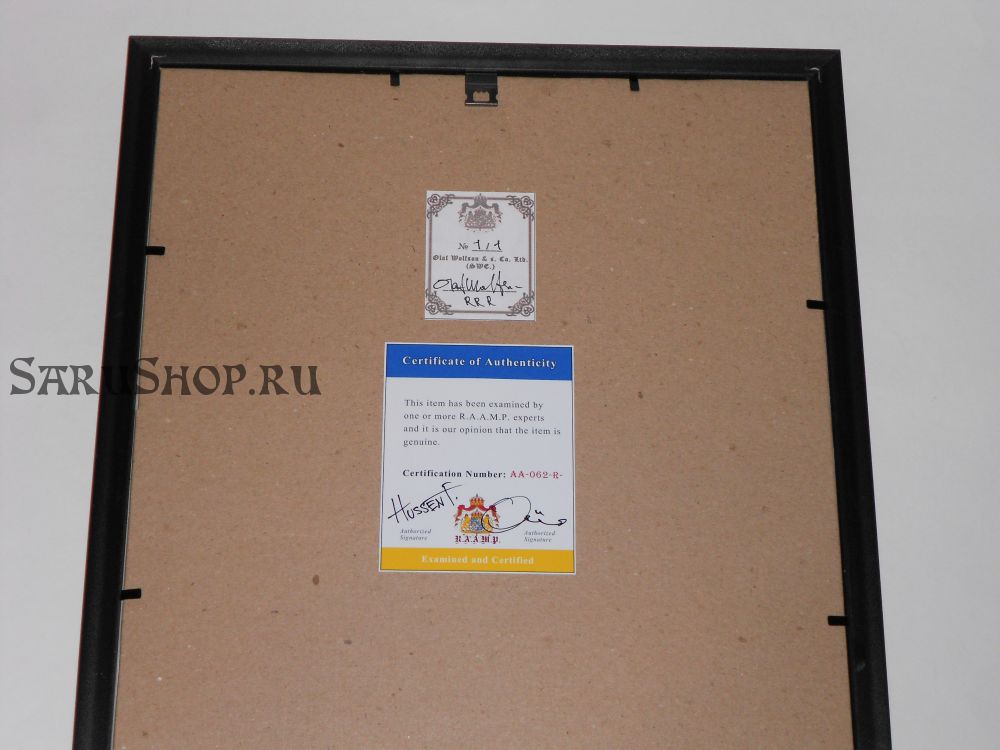 № 1/1
Olaf Wolfson & s. Co. Ltd.
(SWE.)
RRR
SARUSHOP.RU
Certificate of Authenticity
This item has been examined by
one or more R.A.A.M.P. experts
and it is our opinion that the item is
genuine.
Certification Number: AA-062-R-
HUSSEN F.
Authorized
Signature
R.A.A.M.P.
Authorized
Signature
Examined and Certified